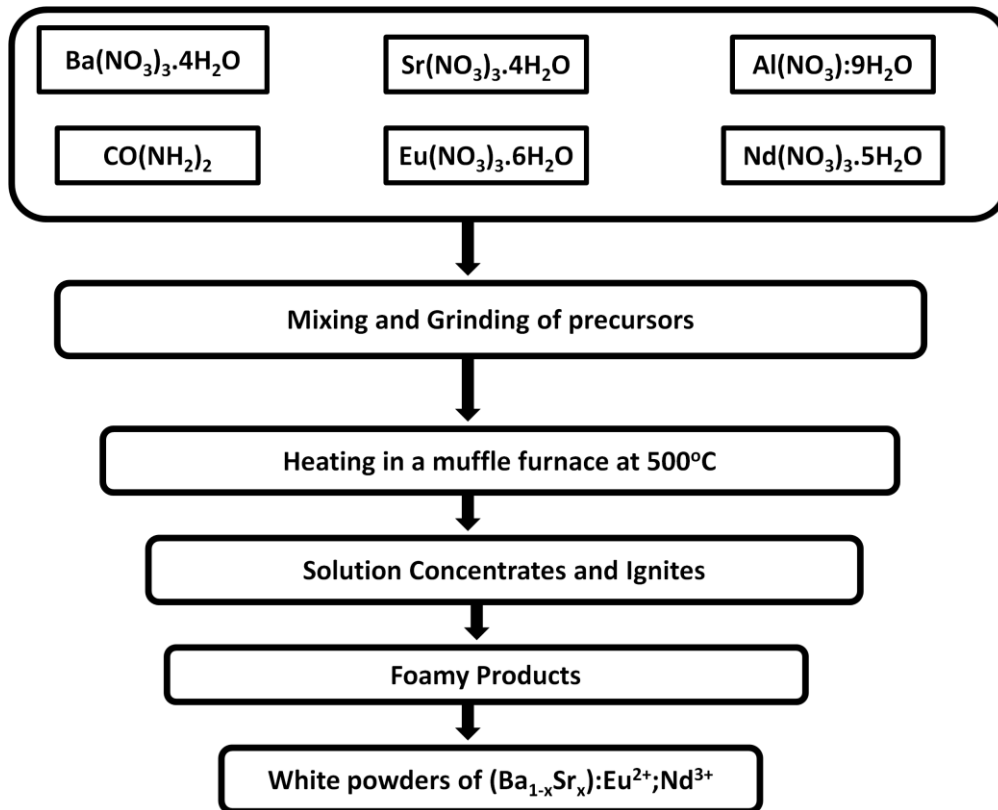 Ba(NO₃)₃.4H₂O
Sr(NO₃)₃.4H₂O
Al(NO₃):9H₂O
CO(NH₂)₂
Eu(NO₃)₃.6H₂O
Nd(NO₃)₃.5H₂O
Mixing and Grinding of precursors
Heating in a muffle furnace at 500ᵒC
Solution Concentrates and Ignites
Foamy Products
White powders of (Ba₁₋ₓSrₓ):Eu²⁺;Nd³⁺